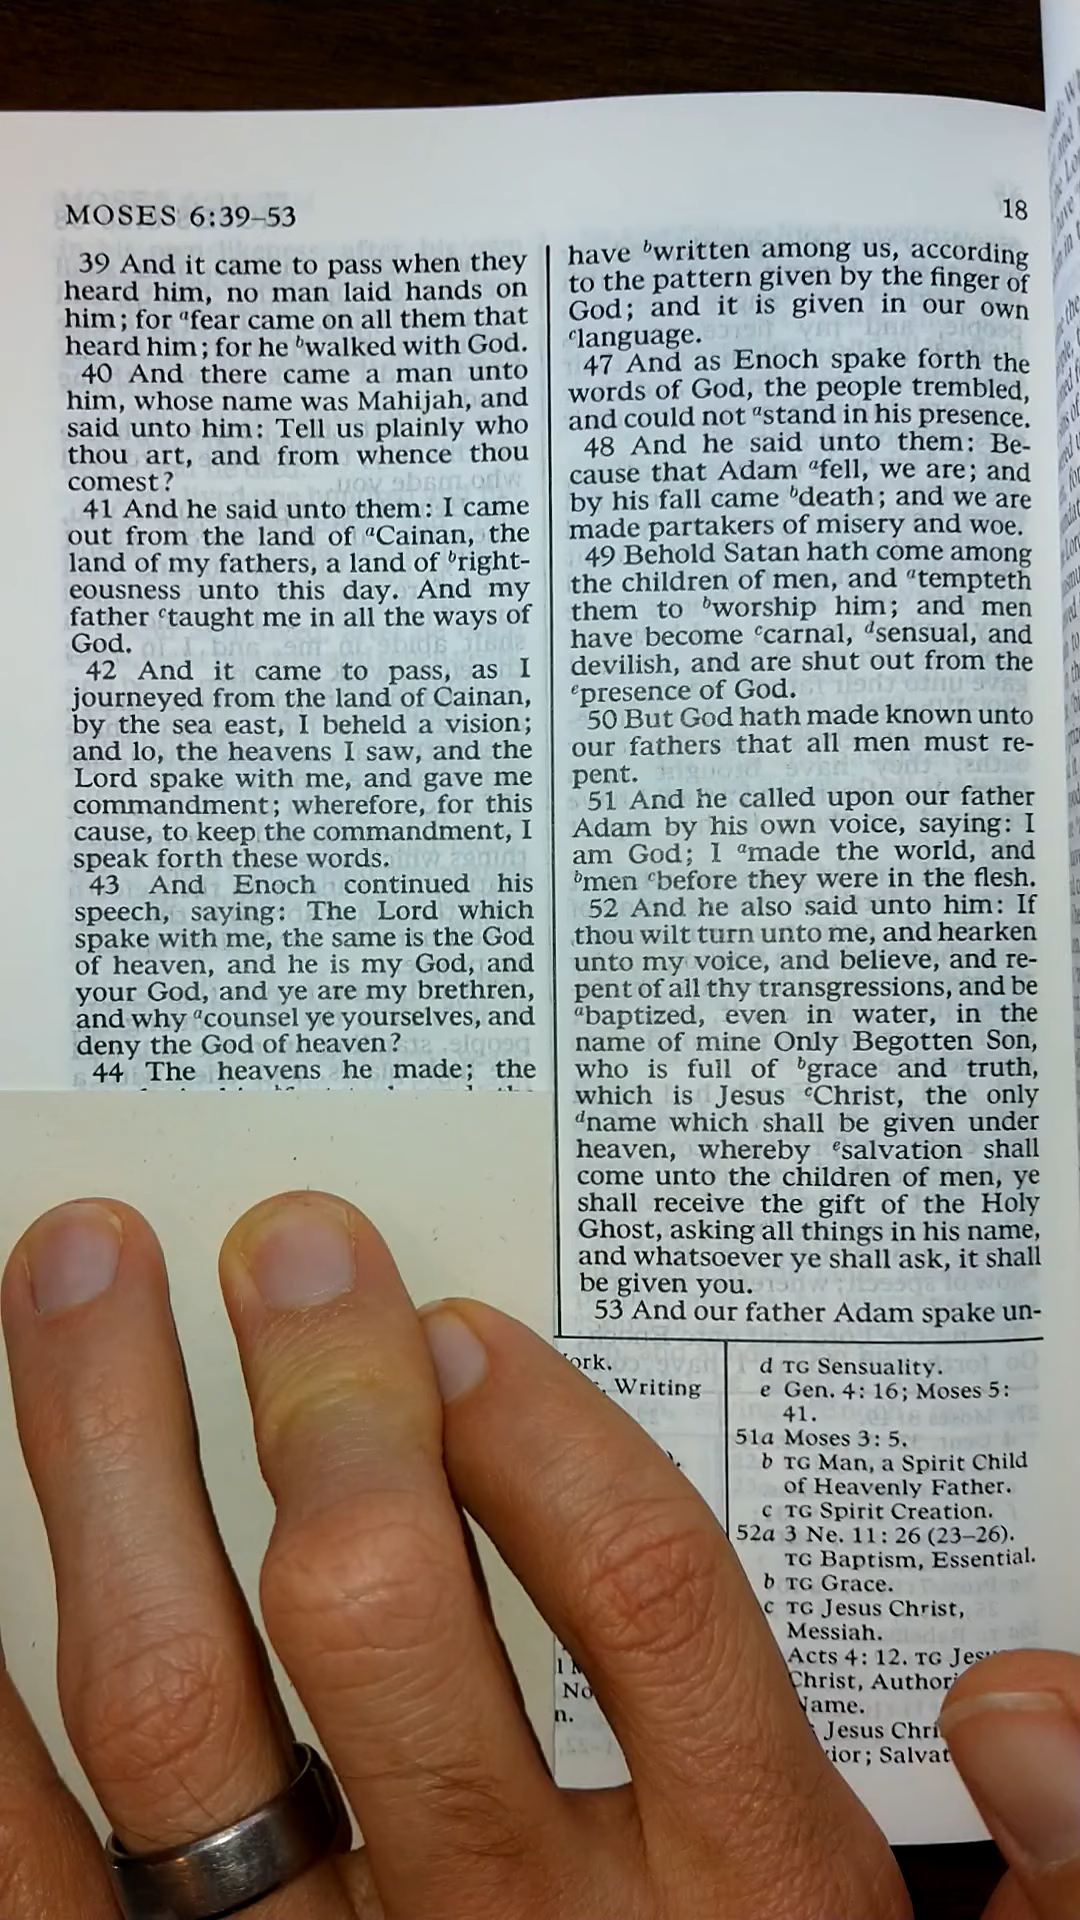 MOSES 6:39–53
18
39 And it came to pass when they
heard him, no man laid hands on
him; for ᵃfear came on all them that
heard him; for he ᵇwalked with God.
40 And there came a man unto
him, whose name was Mahijah, and
said unto him: Tell us plainly who
thou art, and from whence thou
comest?
41 And he said unto them: I came
out from the land of ᵃCainan, the
land of my fathers, a land of ᵇright-
eousness unto this day. And my
father ᶜtaught me in all the ways of
God.
42 And it came to pass, as I
journeyed from the land of Cainan,
by the sea east, I beheld a vision;
and lo, the heavens I saw, and the
Lord spake with me, and gave me
commandment; wherefore, for this
cause, to keep the commandment, I
speak forth these words.
43 And Enoch continued his
speech, saying: The Lord which
spake with me, the same is the God
of heaven, and he is my God, and
your God, and ye are my brethren,
and why ᵃcounsel ye yourselves, and
deny the God of heaven?
44 The heavens he made; the
have ᵇwritten among us, according
to the pattern given by the finger of
God; and it is given in our own
ᶜlanguage.
47 And as Enoch spake forth the
words of God, the people trembled,
and could not ᵃstand in his presence.
48 And he said unto them: Be-
cause that Adam ᵃfell, we are; and
by his fall came ᵇdeath; and we are
made partakers of misery and woe.
49 Behold Satan hath come among
the children of men, and ᵃtempteth
them to ᵇworship him; and men
have become ᶜcarnal, ᵈsensual, and
devilish, and are shut out from the
ᵉpresence of God.
50 But God hath made known unto
our fathers that all men must re-
pent.
51 And he called upon our father
Adam by his own voice, saying: I
am God; I ᵃmade the world, and
ᵇmen ᶜbefore they were in the flesh.
52 And he also said unto him: If
thou wilt turn unto me, and hearken
unto my voice, and believe, and re-
pent of all thy transgressions, and be
ᵃbaptized, even in water, in the
name of mine Only Begotten Son,
who is full of ᵇgrace and truth,
which is Jesus ᶜChrist, the only
ᵈname which shall be given under
heaven, whereby ᵉsalvation shall
come unto the children of men, ye
shall receive the gift of the Holy
Ghost, asking all things in his name,
and whatsoever ye shall ask, it shall
be given you.
53 And our father Adam spake un-
ork.
Writing
No
n.
d TG Sensuality.
e Gen. 4: 16; Moses 5:
41.
51a Moses 3: 5.
b TG Man, a Spirit Child
of Heavenly Father.
c TG Spirit Creation.
52a 3 Ne. 11: 26 (23–26).
TG Baptism, Essential.
b TG Grace.
c TG Jesus Christ,
Messiah.
Acts 4: 12. TG Jes
Christ, Author
Name.
Jesus Chri
ior; Salvat